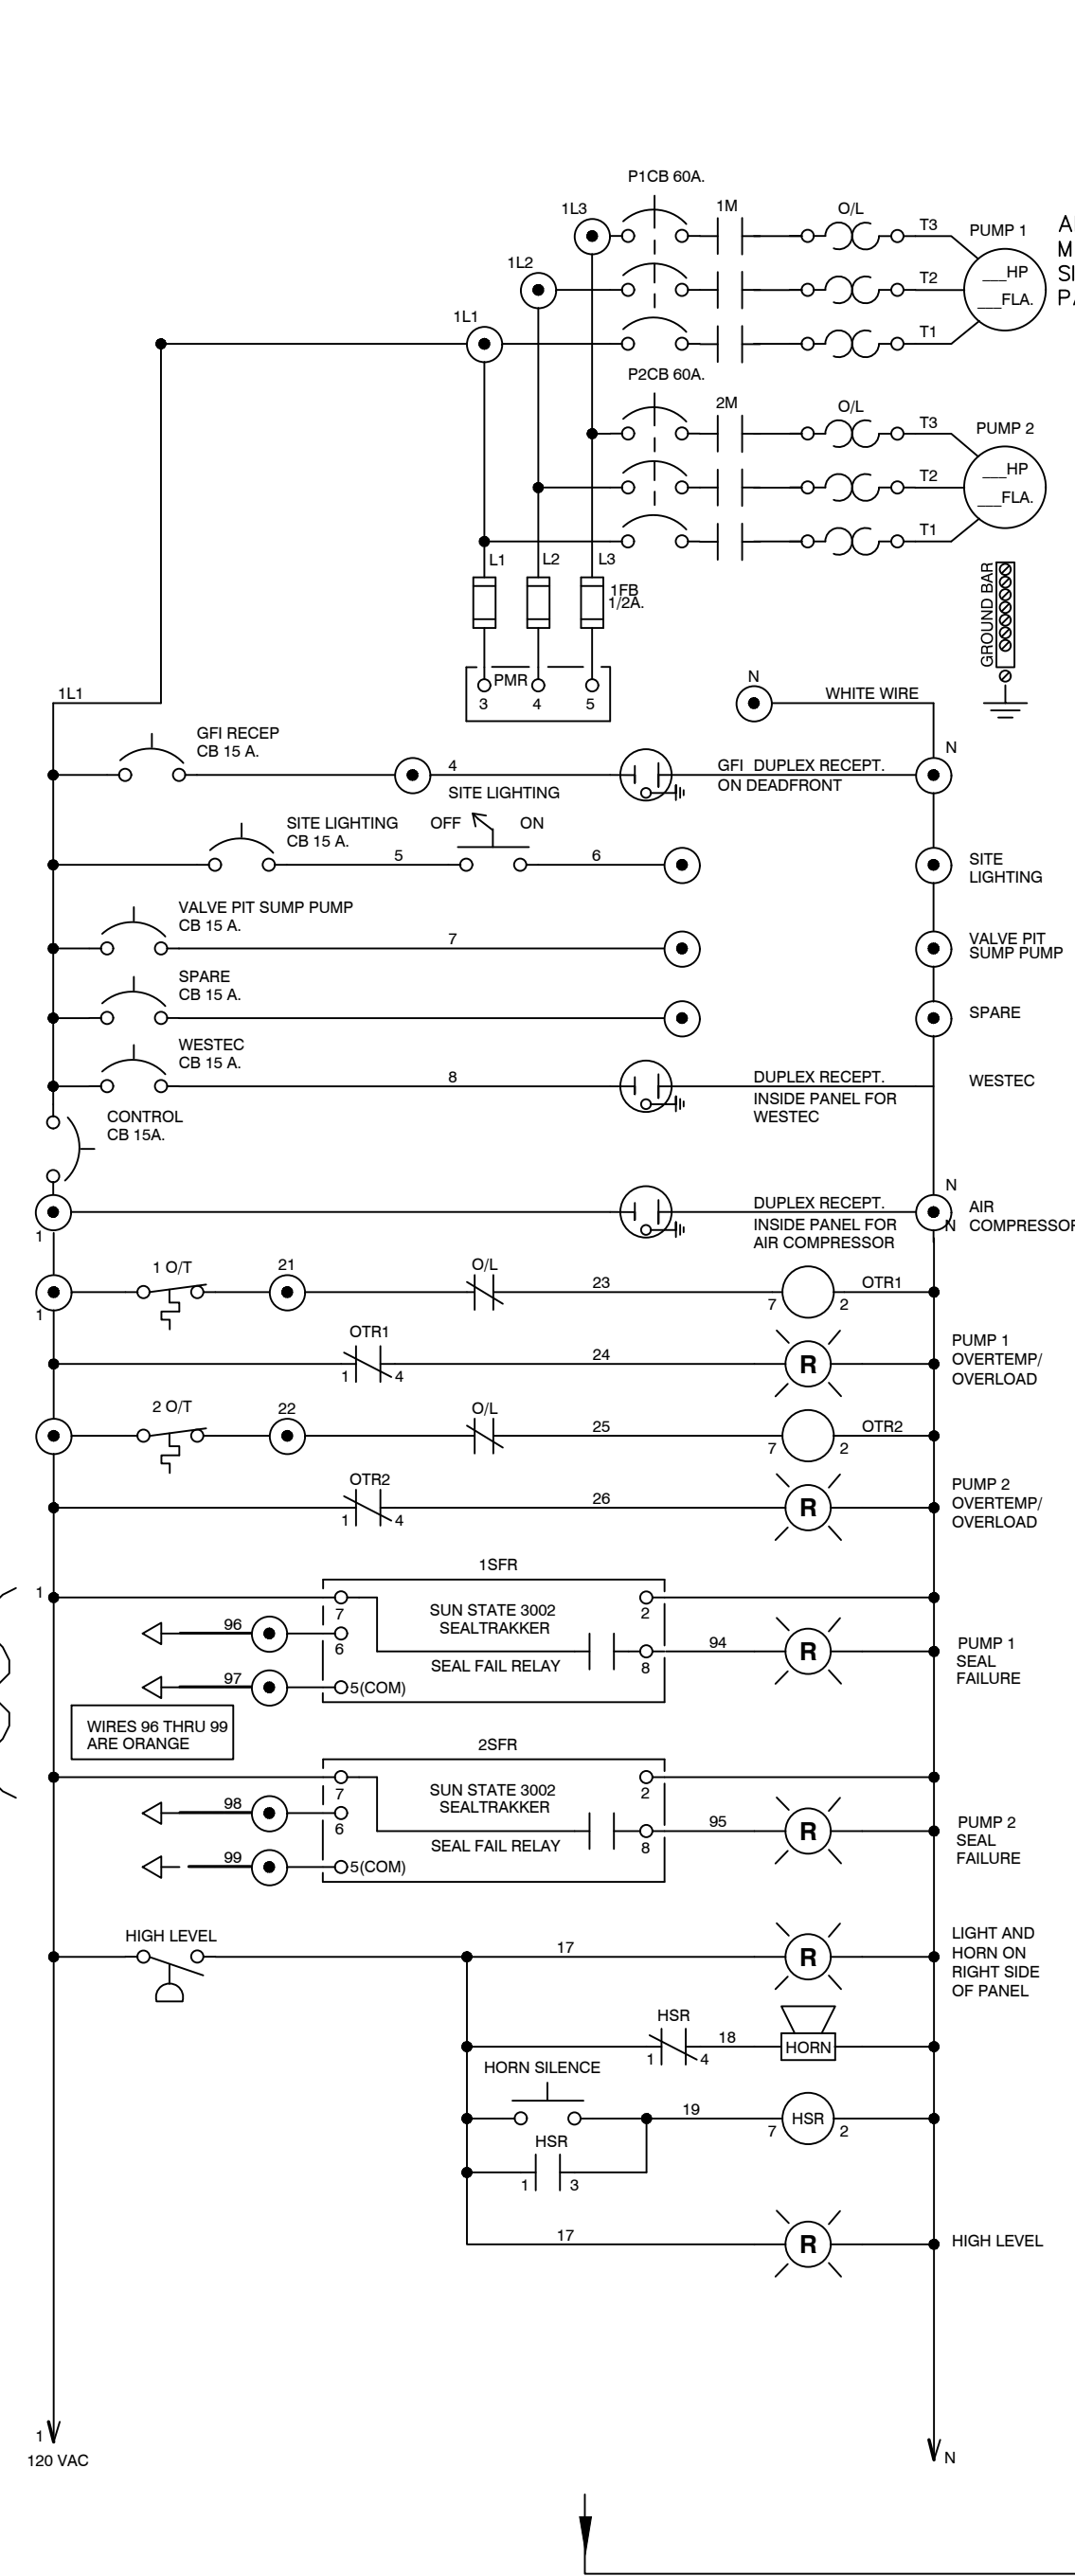 P1CB 60A.
1L3
1M
O/L
T3
PUMP 1
1L2
T2
___HP
___FLA.
1L1
T1
P2CB 60A.
2M
O/L
T3
PUMP 2
T2
___HP
___FLA.
T1
L1
L2
L3
1FB
1/2A.
GROUND BAR
PMR
3
4
5
N
WHITE WIRE
1L1
GFI RECEP
CB 15 A.
4
GFI DUPLEX RECEPT.
ON DEADFRONT
N
SITE LIGHTING
OFF
ON
SITE LIGHTING
CB 15 A.
5
6
SITE
LIGHTING
VALVE PIT SUMP PUMP
CB 15 A.
7
VALVE PIT
SUMP PUMP
SPARE
CB 15 A.
SPARE
WESTEC
CB 15 A.
8
DUPLEX RECEPT.
INSIDE PANEL FOR
WESTEC
WESTEC
CONTROL
CB 15A.
1
DUPLEX RECEPT.
INSIDE PANEL FOR
AIR COMPRESSOR
N
N
AIR
COMPRESSOR
1 O/T
21
O/L
23
7
2
OTR1
1
OTR1
1
4
24
R
PUMP 1
OVERTEMP/
OVERLOAD
2 O/T
22
O/L
25
7
2
OTR2
OTR2
1
4
26
R
PUMP 2
OVERTEMP/
OVERLOAD
1SFR
1
7
SUN STATE 3002
SEALTRAKKER
2
96
6
SEAL FAIL RELAY
8
94
R
PUMP 1
SEAL
FAILURE
97
5(COM)
WIRES 96 THRU 99
ARE ORANGE
2SFR
7
SUN STATE 3002
SEALTRAKKER
2
98
6
SEAL FAIL RELAY
8
95
R
PUMP 2
SEAL
FAILURE
99
5(COM)
HIGH LEVEL
17
R
LIGHT AND
HORN ON
RIGHT SIDE
OF PANEL
HSR
1
4
18
HORN
HORN SILENCE
19
7
HSR
2
HSR
1
3
17
R
HIGH LEVEL
1
120 VAC
N